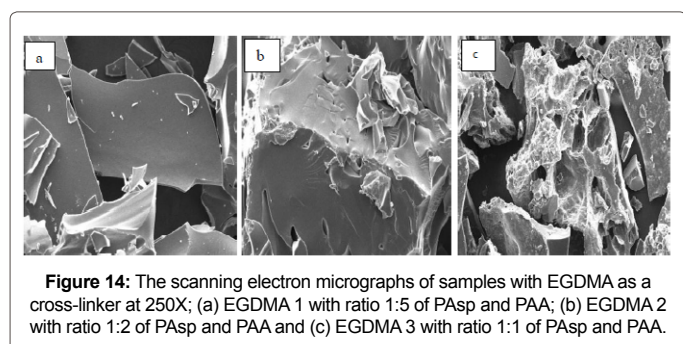 a
b
c
Figure 14: The scanning electron micrographs of samples with EGDMA as a
cross-linker at 250X; (a) EGDMA 1 with ratio 1:5 of PAsp and PAA; (b) EGDMA 2
with ratio 1:2 of PAsp and PAA and (c) EGDMA 3 with ratio 1:1 of PAsp and PAA.